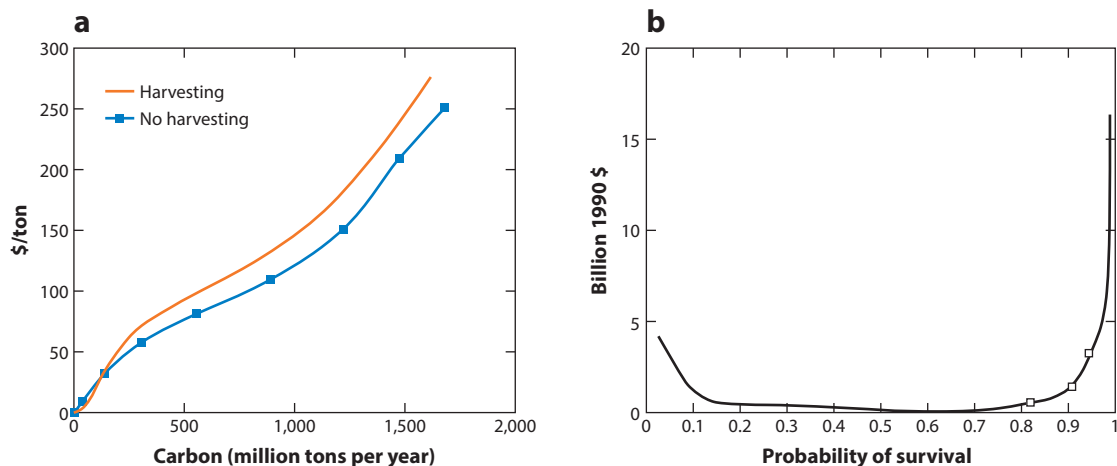 a
300
250
200
150
100
50
0
$/ton
Harvesting
No harvesting
0 500 1,000 1,500 2,000
Carbon (million tons per year)
b
20
15
10
5
0
Billion 1990 $
0 0.1 0.2 0.3 0.4 0.5 0.6 0.7 0.8 0.9 1
Probability of survival